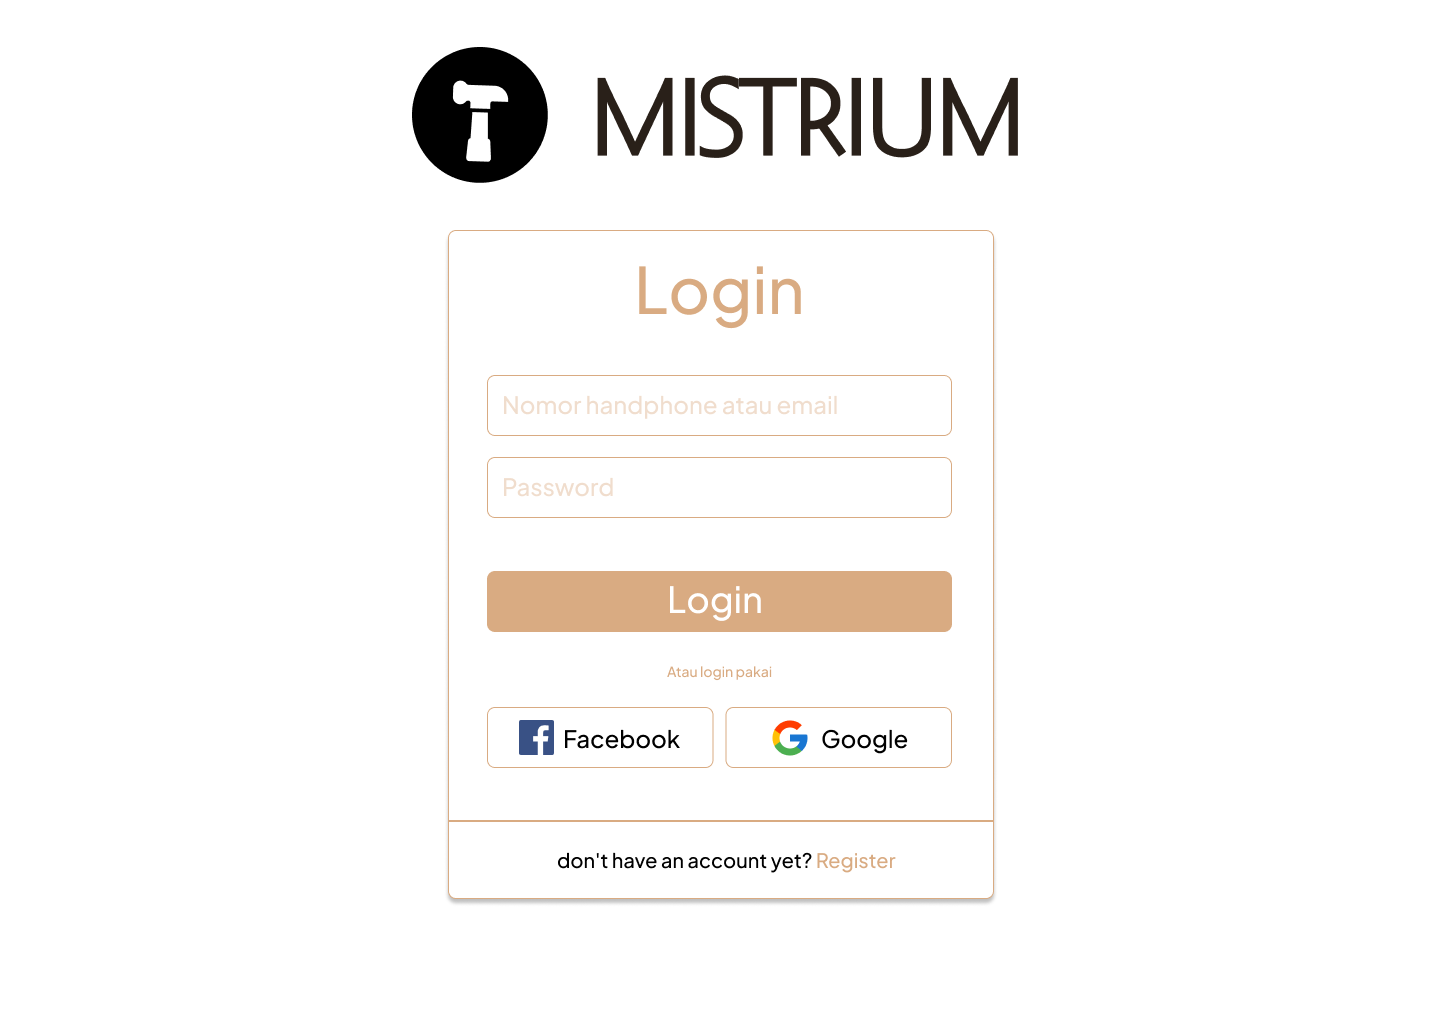 MISTRIUM
Login
Nomor handphone atau email
Password
Login
Atau login pakai
Facebook
Google
don't have an account yet? Register